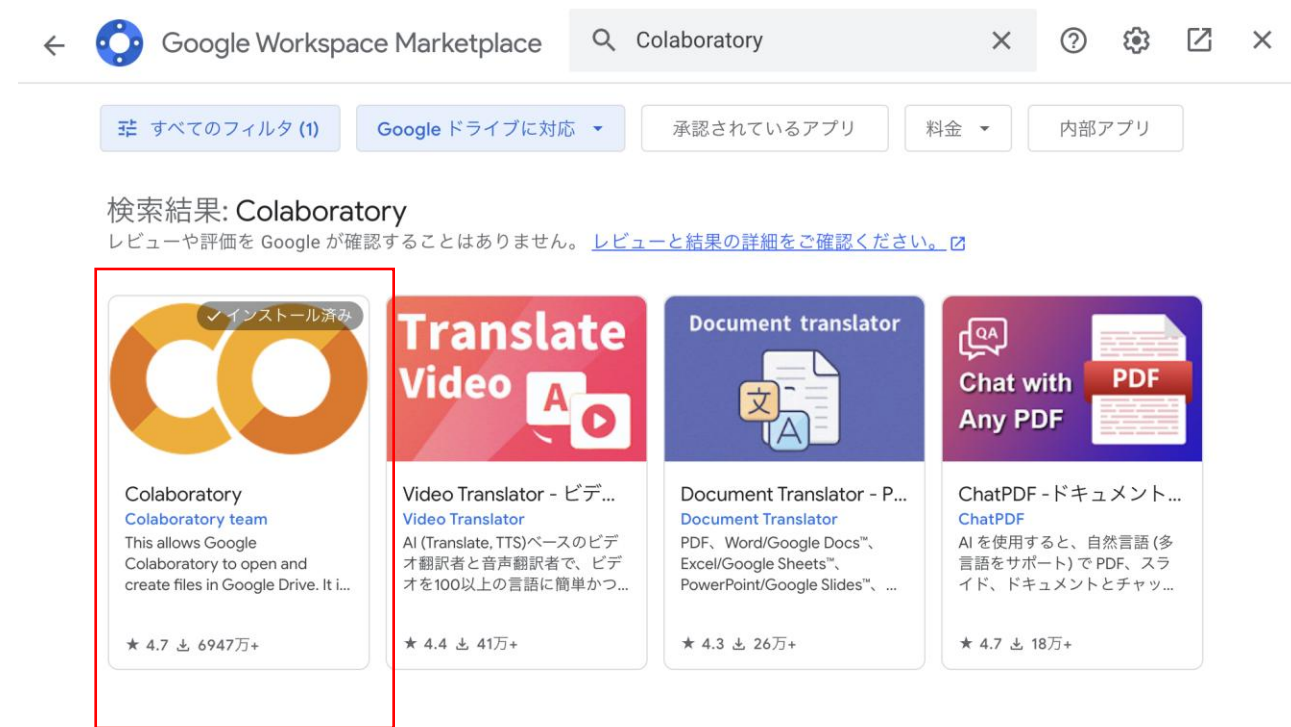 Google Workspace Marketplace
Colaboratory
すべてのフィルタ (1)
Google ドライブに対応
承認されているアプリ
料金
内部アプリ
検索結果: Colaboratory
レビューや評価を Google が確認することはありません。 レビューと結果の詳細をご確認ください。
インストール済み
Colaboratory
Colaboratory team
This allows Google
Colaboratory to open and
create files in Google Drive. It i...
★ 4.7 6947万+
Translate
Video
A
Video Translator - ビデ...
Video Translator
AI (Translate, TTS)ベースのビデ
オ翻訳者と音声翻訳者で、ビデ
オを100以上の言語に簡単かつ...
★ 4.4 41万+
Document translator
文
A
Document Translator - P...
Document Translator
PDF、Word/Google Docs™、
Excel/Google Sheets™、
PowerPoint/Google Slides™、...
★ 4.3 26万+
QA
Chat with
Any PDF
PDF
ChatPDF -ドキュメント...
ChatPDF
AI を使用すると、自然言語 (多
言語をサポート) で PDF、スラ
イド、ドキュメントとチャッ...
★ 4.7 18万+